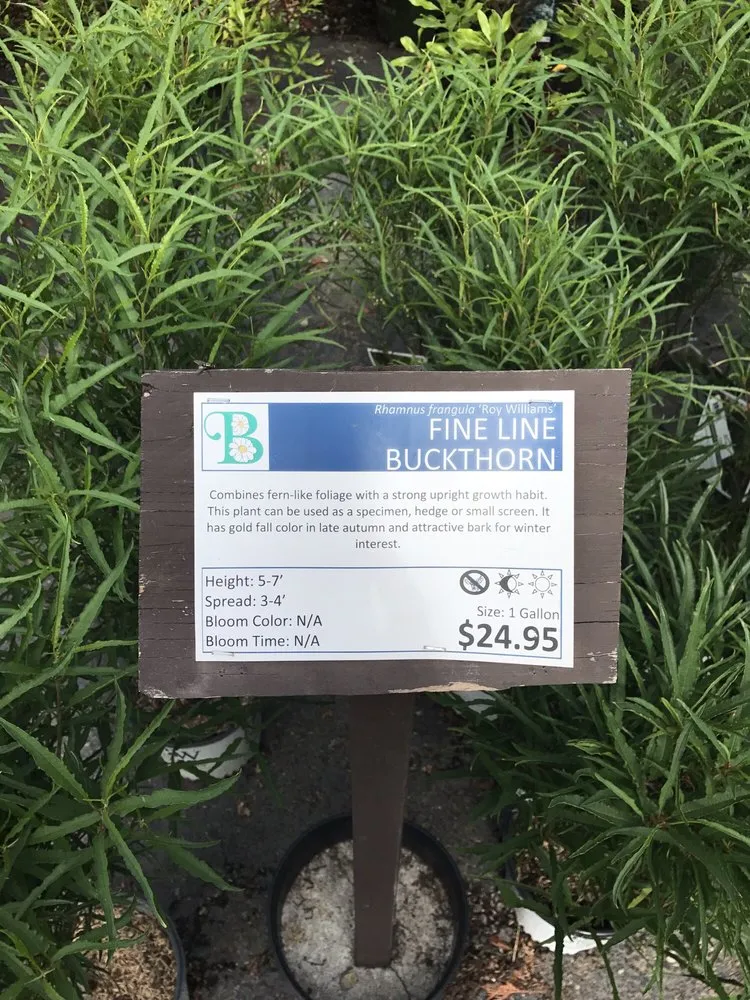 B
Rhamnus frangula 'Roy Williams'
FINE LINE
BUCKTHORN
Combines fern-like foliage with a strong upright growth habit.
This plant can be used as a specimen, hedge or small screen. It
has gold fall color in late autumn and attractive bark for winter
interest.
Height: 5-7'
Spread: 3-4'
Bloom Color: N/A
Bloom Time: N/A
Size: 1 Gallon
$24.95